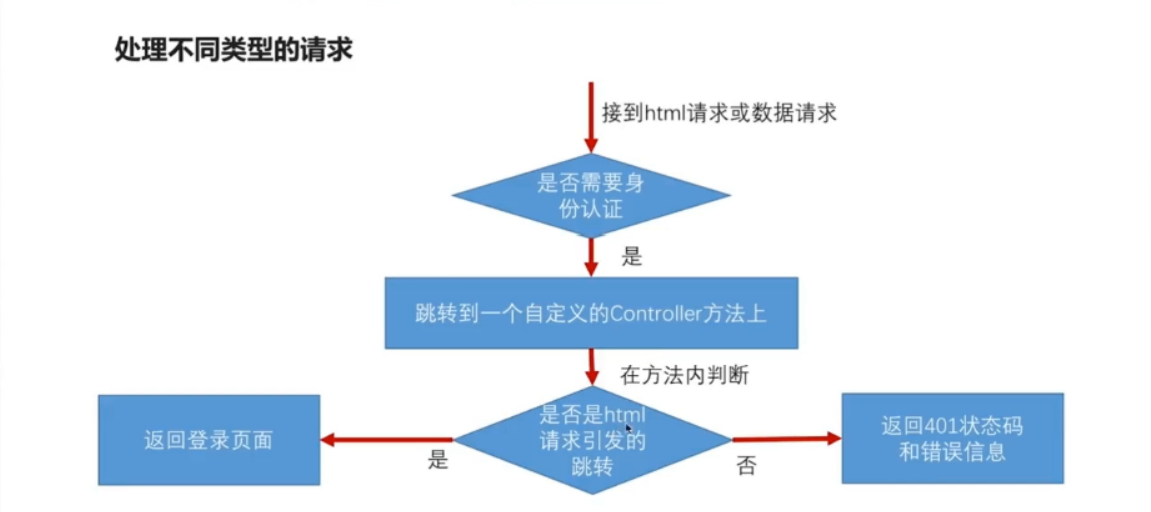 处理不同类型的请求
接到html请求或数据请求
是否需要身
份认证
是
跳转到一个自定义的Controller方法上
在方法内判断
是否是html
请求引发的
跳转
返回登录页面
是
否
返回401状态码
和错误信息